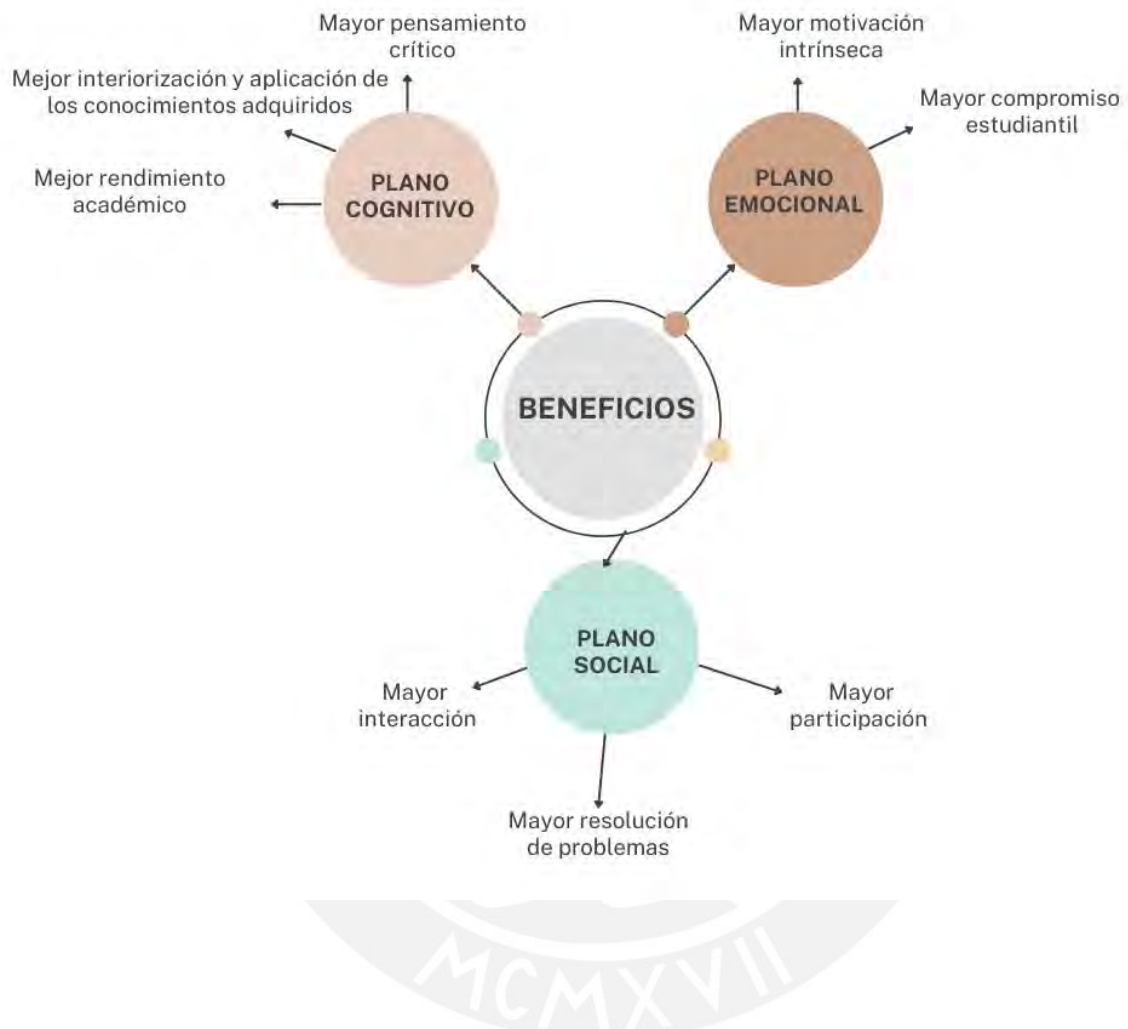 Mayor pensamiento
crítico
Mejor interiorización y aplicación de
los conocimientos adquiridos
Mejor rendimiento
académico
PLANO
COGNITIVO
Mayor motivación
intrínseca
Mayor compromiso
estudiantil
PLANO
EMOCIONAL
BENEFICIOS
PLANO
SOCIAL
Mayor
interacción
Mayor
participación
Mayor resolución
de problemas
MCMXVII